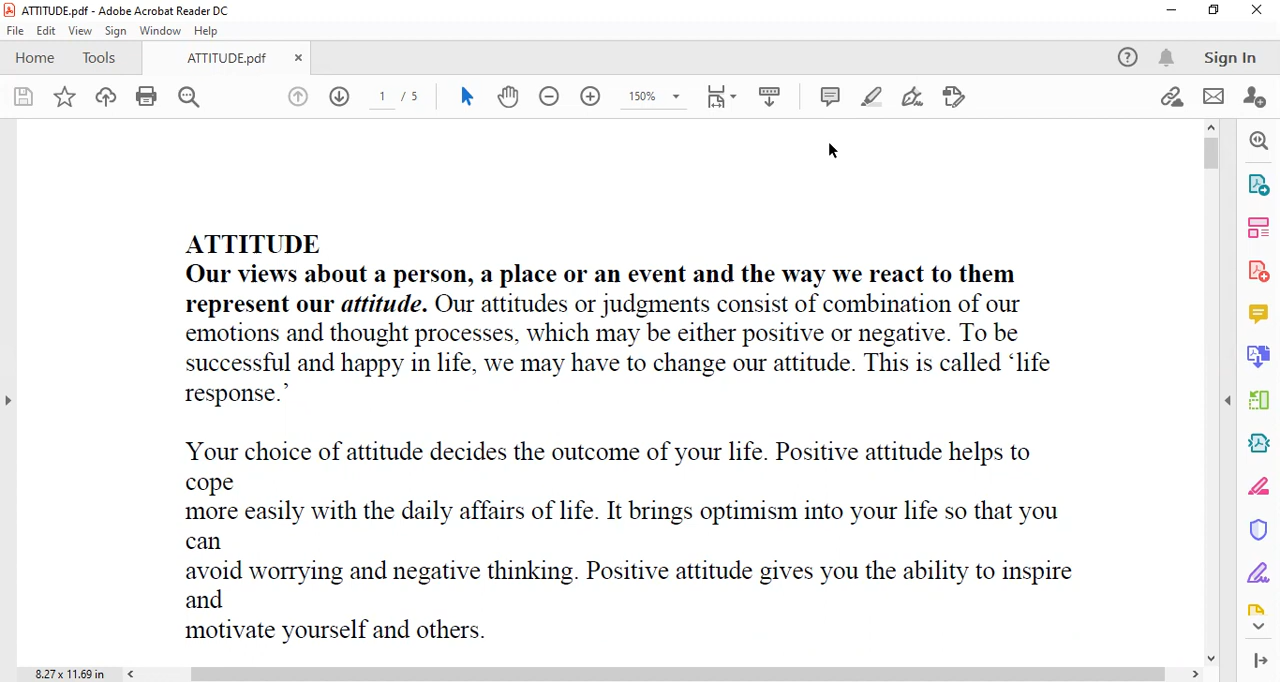 ATTITUDE.pdf - Adobe Acrobat Reader DC
File Edit View Sign Window Help
Home Tools ATTITUDE.pdf × Sign In
1 / 5 150%
ATTITUDE
Our views about a person, a place or an event and the way we react to them
represent our attitude. Our attitudes or judgments consist of combination of our
emotions and thought processes, which may be either positive or negative. To be
successful and happy in life, we may have to change our attitude. This is called ‘life
response.’
Your choice of attitude decides the outcome of your life. Positive attitude helps to
cope
more easily with the daily affairs of life. It brings optimism into your life so that you
can
avoid worrying and negative thinking. Positive attitude gives you the ability to inspire
and
motivate yourself and others.
8.27 x 11.69 in